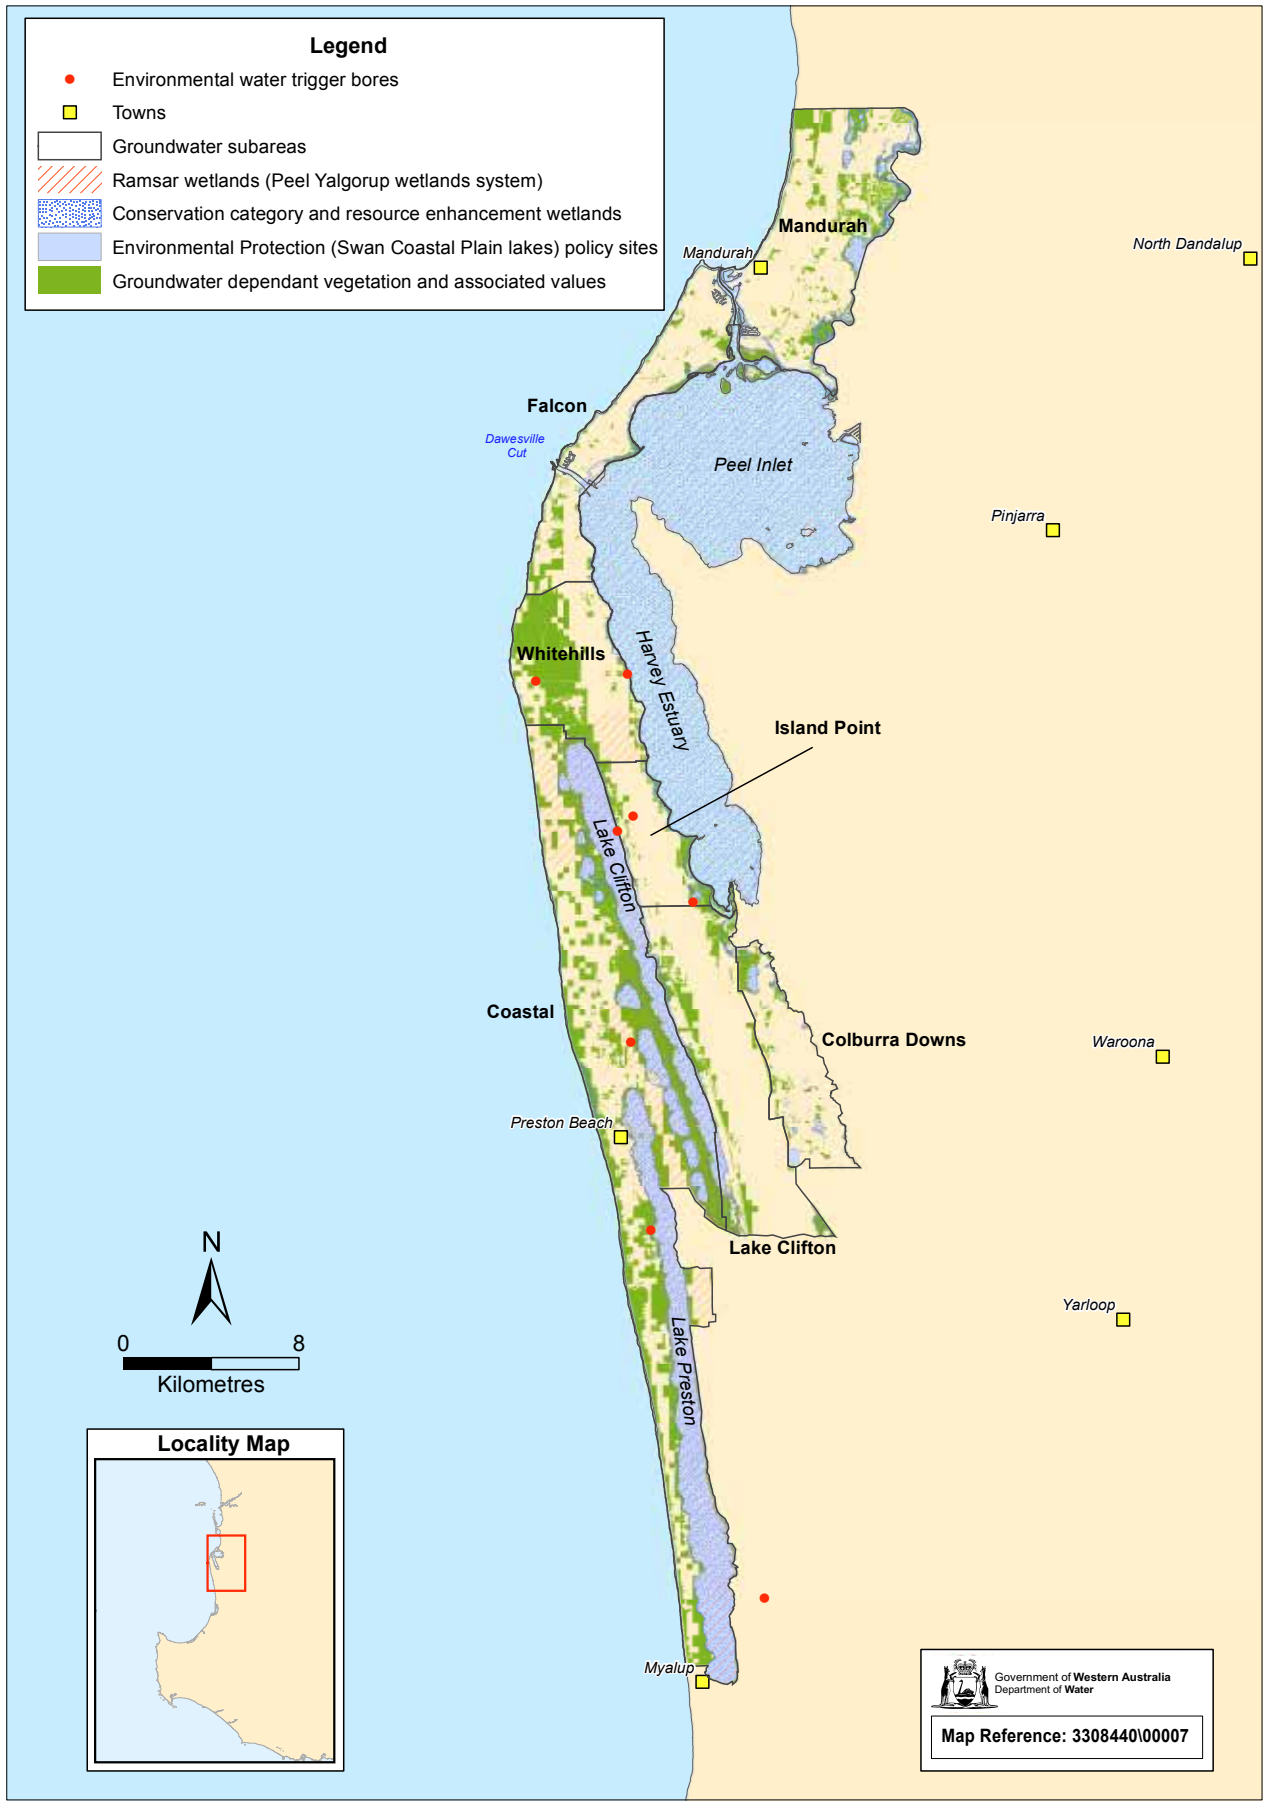 Legend
Environmental water trigger bores
Towns
Groundwater subareas
Ramsar wetlands (Peel Yalgorup wetlands system)
Conservation category and resource enhancement wetlands
Environmental Protection (Swan Coastal Plain lakes) policy sites
Groundwater dependant vegetation and associated values
Mandurah
Mandurah
North Dandalup
Falcon
Dawesville
Cut
Peel Inlet
Pinjarra
Whitehills
Harvey Estuary
Island Point
Lake Clifton
Coastal
Colburra Downs
Waroona
Preston Beach
Lake Clifton
N
Yarloop
0 8
Kilometres
Lake Preston
Locality Map
Myalup
Government of Western Australia
Department of Water
Map Reference: 3308440\00007